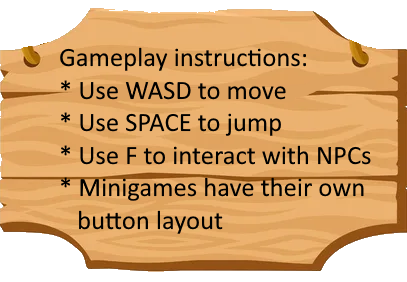 Gameplay instructions:
* Use WASD to move
* Use SPACE to jump
* Use F to interact with NPCs
* Minigames have their own
button layout